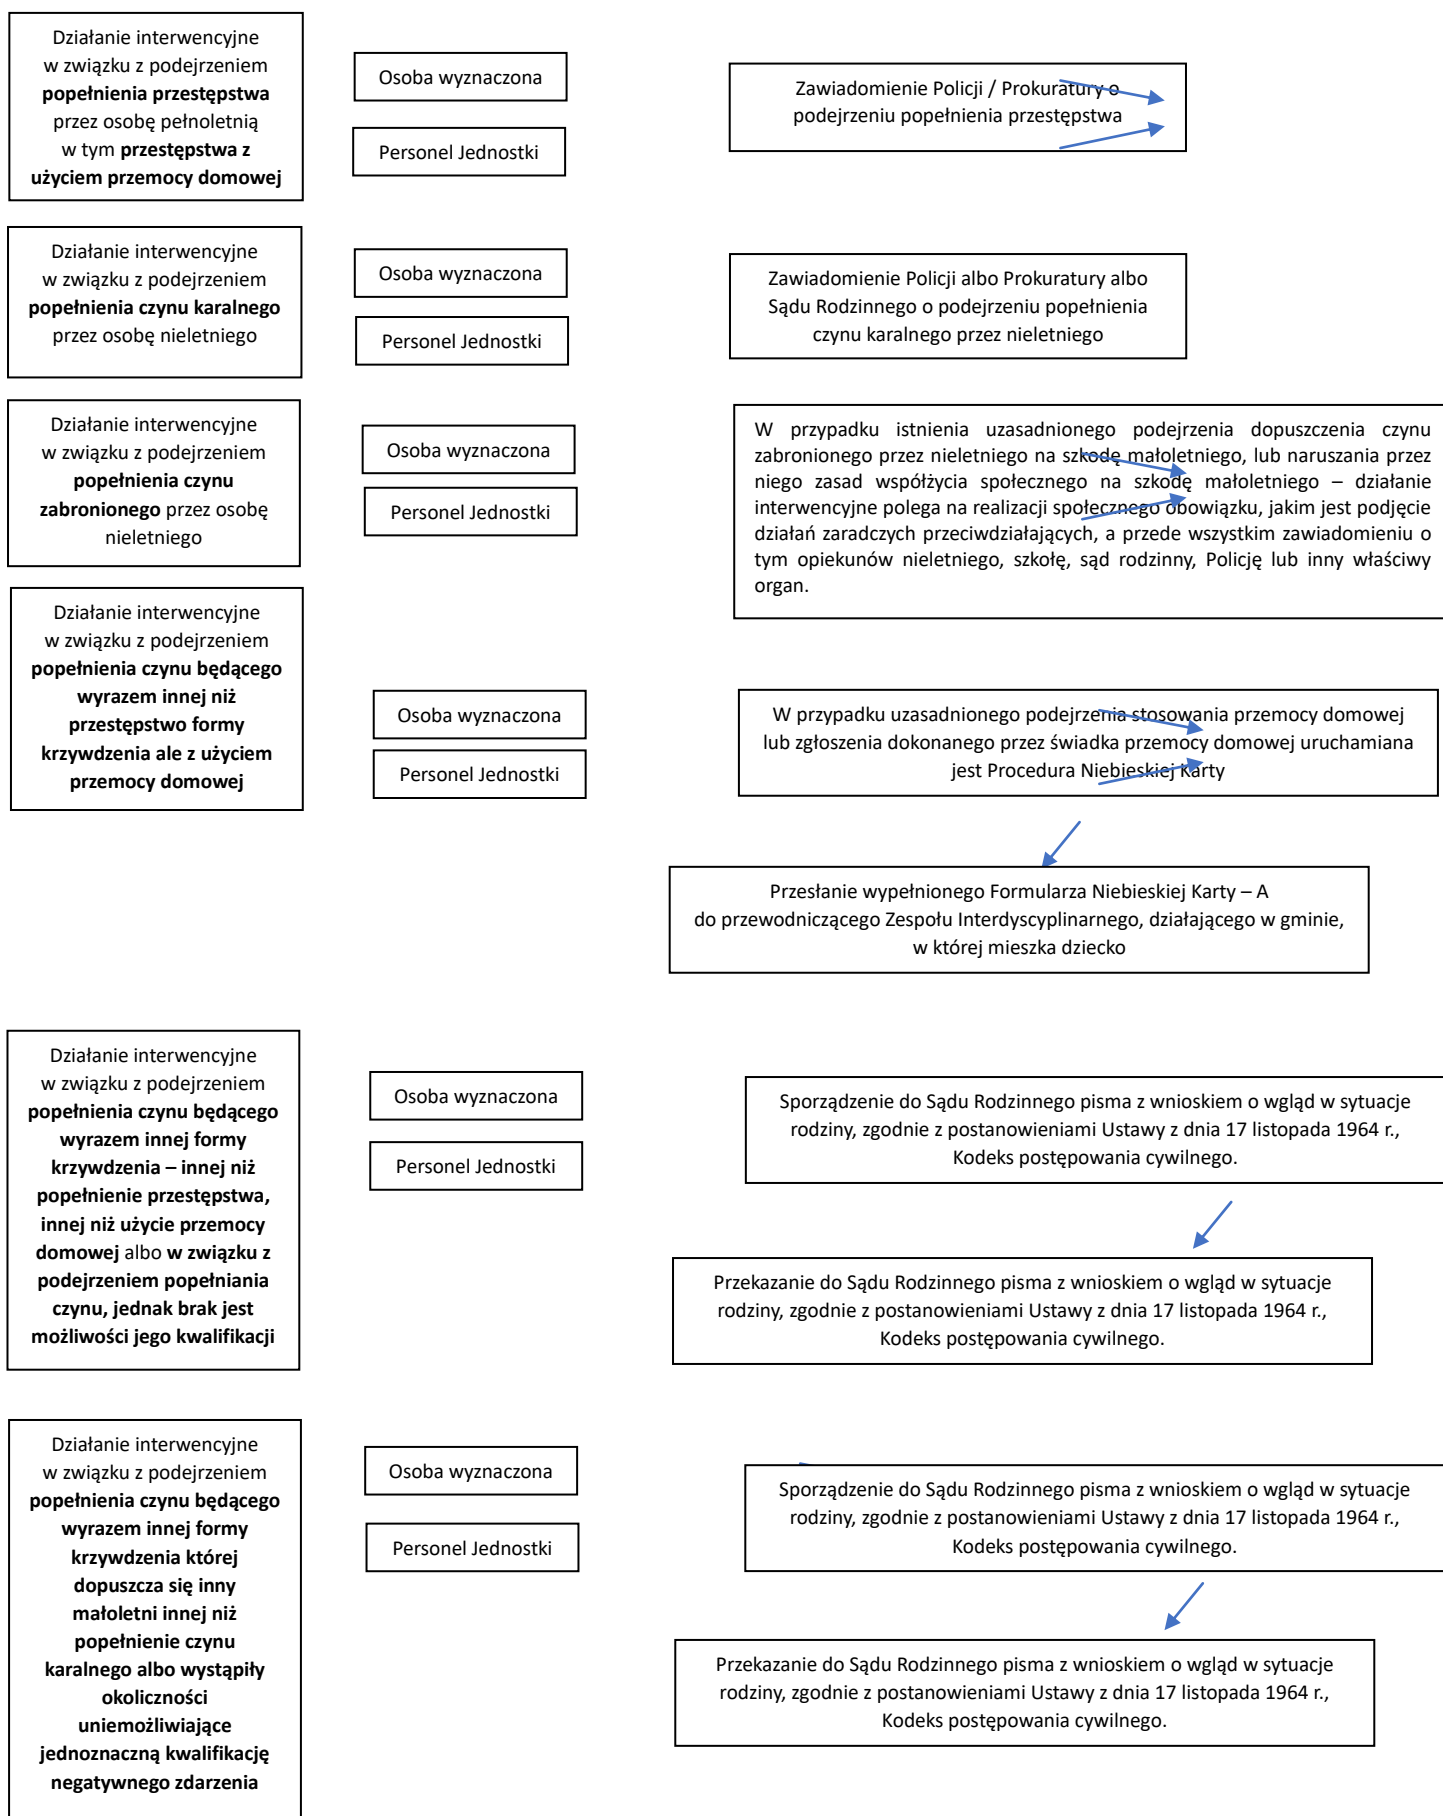 Działanie interwencyjne
w związku z podejrzeniem
popełnienia przestępstwa
przez osobę pełnoletnią
w tym przestępstwa z
użyciem przemocy domowej
Osoba wyznaczona
Personel Jednostki
Zawiadomienie Policji / Prokuratury o
podejrzeniu popełnienia przestępstwa
Działanie interwencyjne
w związku z podejrzeniem
popełnienia czynu karalnego
przez osobę nieletniego
Osoba wyznaczona
Personel Jednostki
Zawiadomienie Policji albo Prokuratury albo
Sądu Rodzinnego o podejrzeniu popełnienia
czynu karalnego przez nieletniego
Działanie interwencyjne
w związku z podejrzeniem
popełnienia czynu
zabronionego przez osobę
nieletniego
Osoba wyznaczona
Personel Jednostki
W przypadku istnienia uzasadnionego podejrzenia dopuszczenia czynu
zabronionego przez nieletniego na szkodę małoletniego, lub naruszania przez
niego zasad współżycia społecznego na szkodę małoletniego – działanie
interwencyjne polega na realizacji społecznego obowiązku, jakim jest podjęcie
działań zaradczych przeciwdziałających, a przede wszystkim zawiadomieniu o
tym opiekunów nieletniego, szkołę, sąd rodzinny, Policję lub inny właściwy
organ.
Działanie interwencyjne
w związku z podejrzeniem
popełnienia czynu będącego
wyrazem innej niż
przestępstwo formy
krzywdzenia ale z użyciem
przemocy domowej
Osoba wyznaczona
Personel Jednostki
W przypadku uzasadnionego podejrzenia stosowania przemocy domowej
lub zgłoszenia dokonanego przez świadka przemocy domowej uruchamiana
jest Procedura Niebieskiej Karty
Przesłanie wypełnionego Formularza Niebieskiej Karty – A
do przewodniczącego Zespołu Interdyscyplinarnego, działającego w gminie,
w której mieszka dziecko
Działanie interwencyjne
w związku z podejrzeniem
popełnienia czynu będącego
wyrazem innej formy
krzywdzenia – innej niż
popełnienie przestępstwa,
innej niż użycie przemocy
domowej albo w związku z
podejrzeniem popełniania
czynu, jednak brak jest
możliwości jego kwalifikacji
Osoba wyznaczona
Personel Jednostki
Sporządzenie do Sądu Rodzinnego pisma z wnioskiem o wgląd w sytuacje
rodziny, zgodnie z postanowieniami Ustawy z dnia 17 listopada 1964 r.,
Kodeks postępowania cywilnego.
Przekazanie do Sądu Rodzinnego pisma z wnioskiem o wgląd w sytuacje
rodziny, zgodnie z postanowieniami Ustawy z dnia 17 listopada 1964 r.,
Kodeks postępowania cywilnego.
Działanie interwencyjne
w związku z podejrzeniem
popełnienia czynu będącego
wyrazem innej formy
krzywdzenia której
dopuszcza się inny
małoletni innej niż
popełnienie czynu
karalnego albo wystąpiły
okoliczności
uniemożliwiające
jednoznaczną kwalifikację
negatywnego zdarzenia
Osoba wyznaczona
Personel Jednostki
Sporządzenie do Sądu Rodzinnego pisma z wnioskiem o wgląd w sytuacje
rodziny, zgodnie z postanowieniami Ustawy z dnia 17 listopada 1964 r.,
Kodeks postępowania cywilnego.
Przekazanie do Sądu Rodzinnego pisma z wnioskiem o wgląd w sytuacje
rodziny, zgodnie z postanowieniami Ustawy z dnia 17 listopada 1964 r.,
Kodeks postępowania cywilnego.